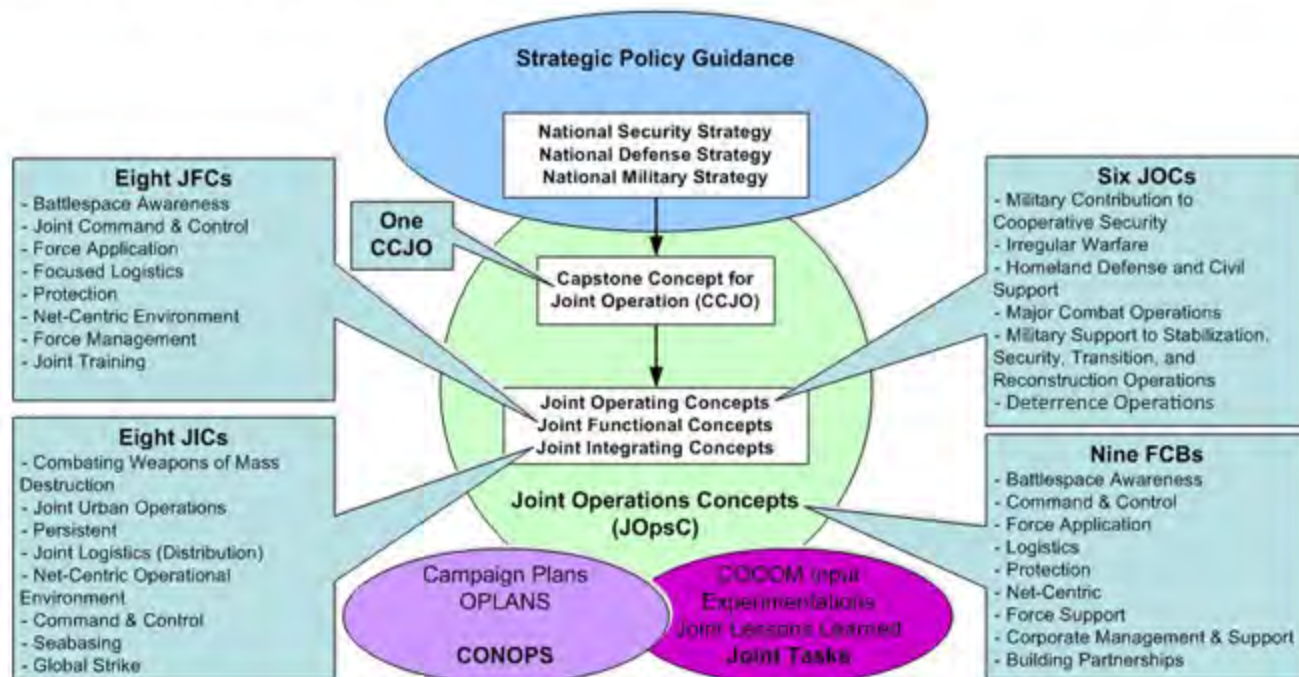 Strategic Policy Guidance
National Security Strategy
National Defense Strategy
National Military Strategy
Eight JFCs
- Battlespace Awareness
- Joint Command & Control
- Force Application
- Focused Logistics
- Protection
- Net-Centric Environment
- Force Management
- Joint Training
One
CCJO
Capstone Concept for
Joint Operation (CCJO)
Six JOCs
- Military Contribution to
Cooperative Security
- Irregular Warfare
- Homeland Defense and Civil
Support
- Major Combat Operations
- Military Support to Stabilization,
Security, Transition, and
Reconstruction Operations
- Deterrence Operations
Joint Operating Concepts
Joint Functional Concepts
Joint Integrating Concepts
Eight JICs
- Combating Weapons of Mass
Destruction
- Joint Urban Operations
- Persistent
- Joint Logistics (Distribution)
- Net-Centric Operational
Environment
- Command & Control
- Seabasing
- Global Strike
Joint Operations Concepts
(JOpsC)
Nine FCBs
- Battlespace Awareness
- Command & Control
- Force Application
- Logistics
- Protection
- Net-Centric
- Force Support
- Corporate Management & Support
- Building Partnerships
Campaign Plans
OPLANS
CONOPS
COCOM Input
Experimentations
Joint Lessons Learned
Joint Tasks